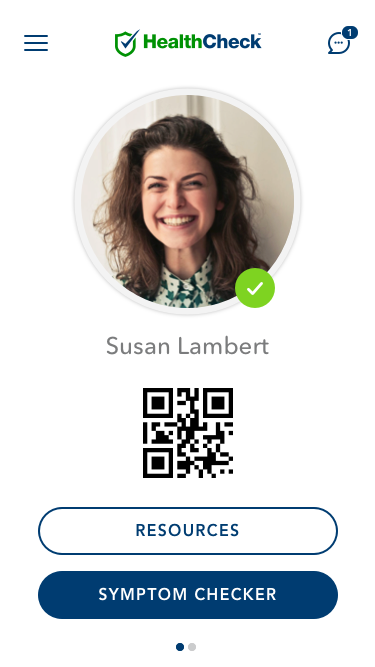 HealthCheck
1
Susan Lambert
RESOURCES
SYMPTOM CHECKER